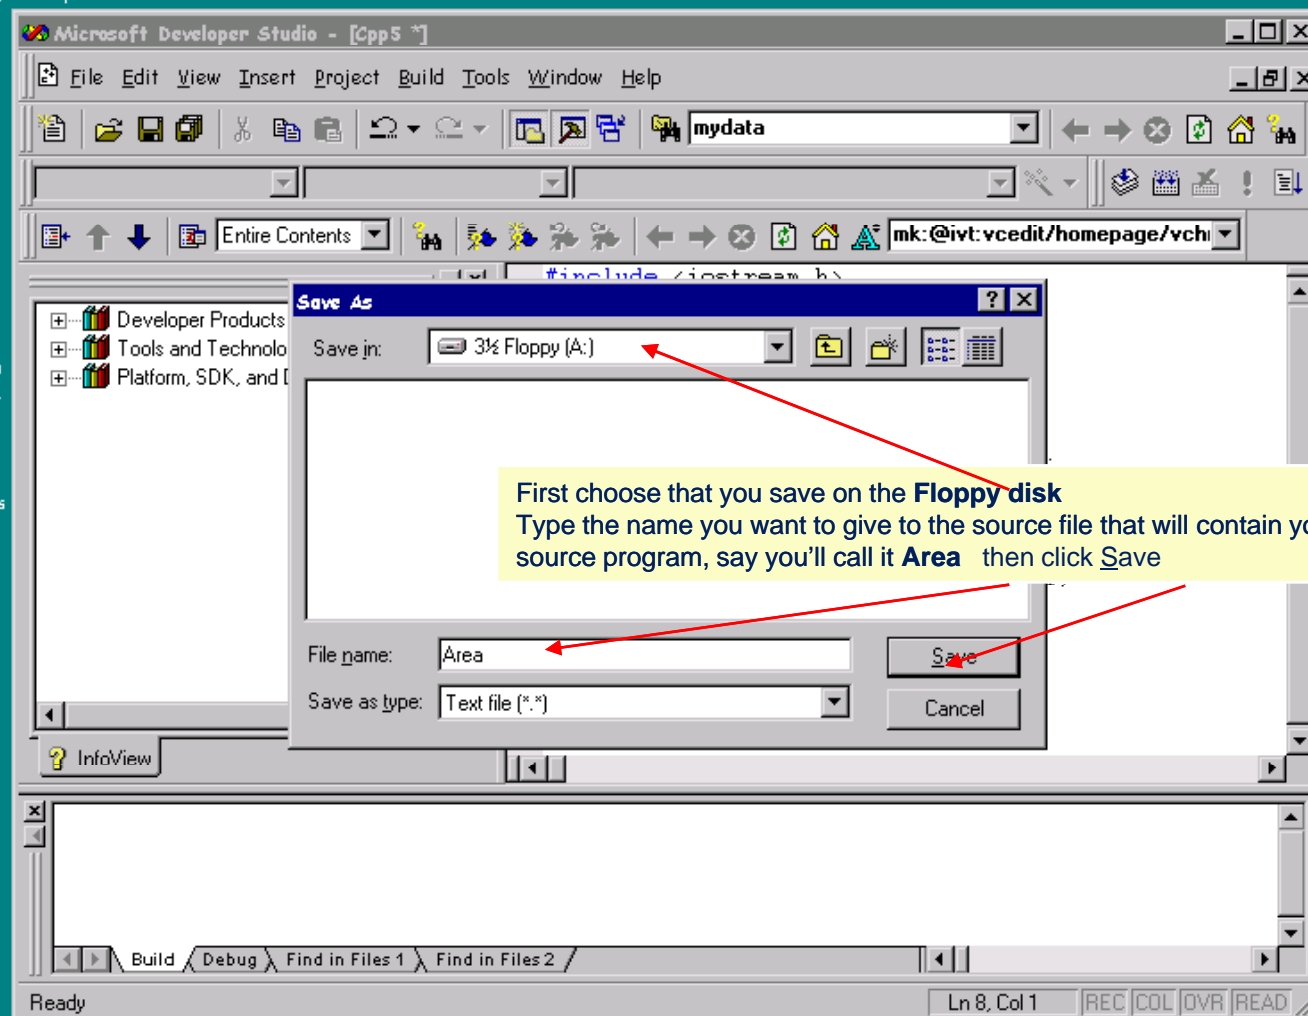 Microsoft Developer Studio - [Cpp5 *]
File Edit View Insert Project Build Tools Window Help
mydata
Entire Contents
mk:@ivt:vcedit/homepage/vch
#include <iostream.h>
Developer Products
Tools and Technolo
Platform, SDK, and
Save As
Save in: 3½ Floppy (A:)
First choose that you save on the Floppy disk
Type the name you want to give to the source file that will contain yo
source program, say you'll call it Area then click Save
File name: Area
Save
Save as type: Text file (*.*)
Cancel
InfoView
Build Debug Find in Files 1 Find in Files 2
Ready
Ln 8, Col 1 REC COL OVR READ